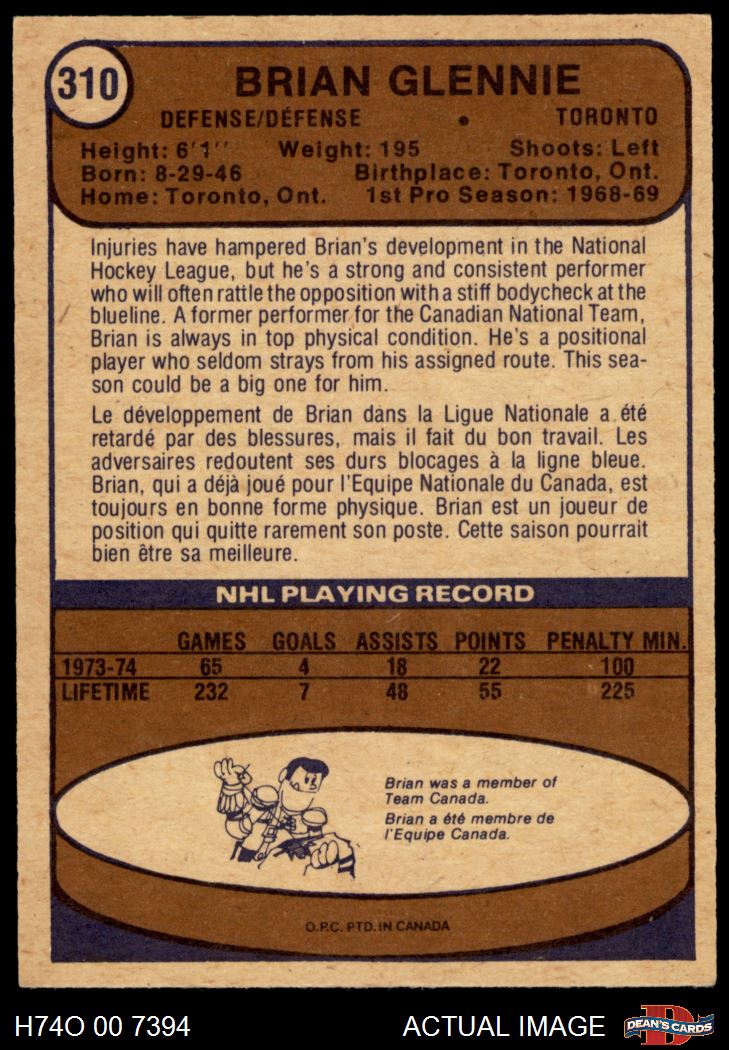 310
BRIAN GLENNIE
DEFENSE/DÉFENSE • TORONTO
Height: 6'1'' Weight: 195 Shoots: Left
Born: 8-29-46 Birthplace: Toronto, Ont.
Home: Toronto, Ont. 1st Pro Season: 1968-69
Injuries have hampered Brian's development in the National
Hockey League, but he's a strong and consistent performer
who will often rattle the opposition with a stiff bodycheck at the
blueline. A former performer for the Canadian National Team,
Brian is always in top physical condition. He's a positional
player who seldom strays from his assigned route. This sea-
son could be a big one for him.
Le développement de Brian dans la Ligue Nationale a été
retardé par des blessures, mais il fait du bon travail. Les
adversaires redoutent ses durs blocages à la ligne bleue.
Brian, qui a déjà joué pour l'Equipe Nationale du Canada, est
toujours en bonne forme physique. Brian est un joueur de
position qui quitte rarement son poste. Cette saison pourrait
bien être sa meilleure.
NHL PLAYING RECORD
GAMES GOALS ASSISTS POINTS PENALTY MIN.
1973-74 65 4 18 22 100
LIFETIME 232 7 48 55 225
Brian was a member of
Team Canada.
Brian a été membre de
l'Equipe Canada.
O.P.C. PTD. IN CANADA
H74O 00 7394 ACTUAL IMAGE DEAN'S CARDS